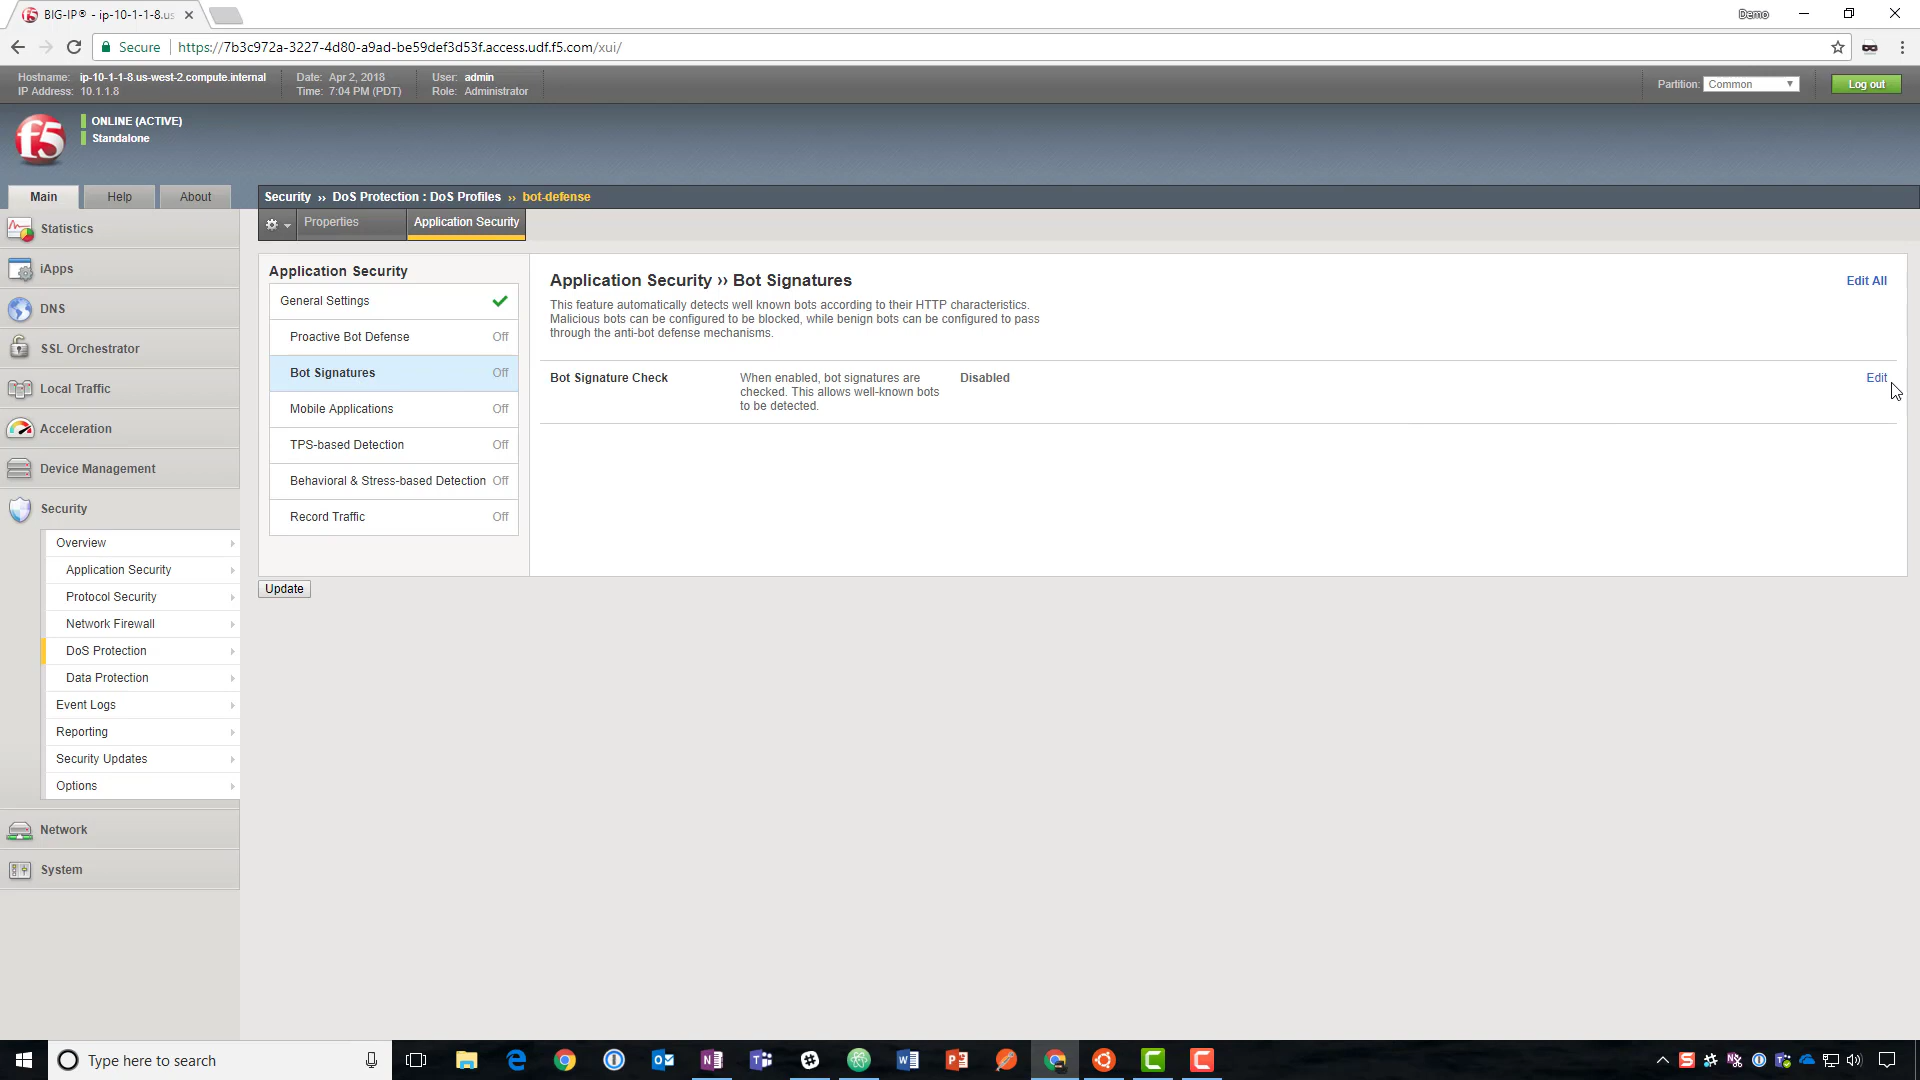 BIG-IP® - ip-10-1-1-8.us
Demo
Secure
https://7b3c972a-3227-4d80-a9ad-be59def3d53f.access.udf.f5.com/xui/
Hostname: ip-10-1-1-8.us-west-2.compute.internal
IP Address: 10.1.1.8
Date: Apr 2, 2018
Time: 7:04 PM (PDT)
User: admin
Role: Administrator
Partition: Common
Log out
f5
ONLINE (ACTIVE)
Standalone
Main
Help
About
Security ›› DoS Protection : DoS Profiles ›› bot-defense
Properties
Application Security
Statistics
iApps
DNS
SSL Orchestrator
Local Traffic
Acceleration
Device Management
Security
Overview
Application Security
Protocol Security
Network Firewall
DoS Protection
Data Protection
Event Logs
Reporting
Security Updates
Options
Network
System
Application Security
General Settings
Proactive Bot Defense Off
Bot Signatures Off
Mobile Applications Off
TPS-based Detection Off
Behavioral & Stress-based Detection Off
Record Traffic Off
Update
Application Security ›› Bot Signatures
Edit All
This feature automatically detects well known bots according to their HTTP characteristics.
Malicious bots can be configured to be blocked, while benign bots can be configured to pass
through the anti-bot defense mechanisms.
Bot Signature Check
When enabled, bot signatures are
checked. This allows well-known bots
to be detected.
Disabled
Edit
Type here to search